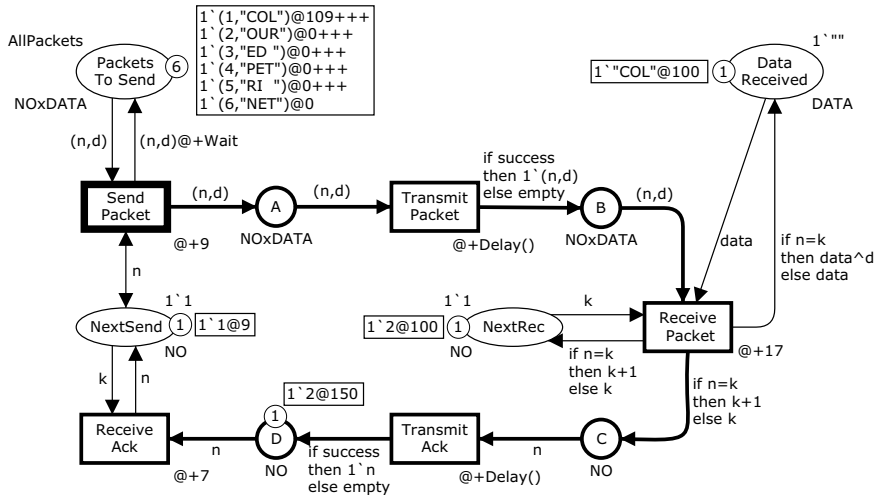 AllPackets
Packets
To Send
6
1`(1,"COL")@109+++
1`(2,"OUR")@0+++
1`(3,"ED ")@0+++
1`(4,"PET")@0+++
1`(5,"RI  ")@0+++
1`(6,"NET")@0
NOxDATA
1`""
1`"COL"@100
1
Data
Received
DATA
(n,d)
(n,d)@+Wait
Send
Packet
@+9
(n,d)
A
NOxDATA
(n,d)
Transmit
Packet
@+Delay()
if success
then 1`(n,d)
else empty
B
NOxDATA
(n,d)
data
if n=k
then data^d
else data
n
1`1
NextSend
1
1`1@9
NO
1`1
1`2@100
1
NextRec
NO
k
if n=k
then k+1
else k
Receive
Packet
@+17
if n=k
then k+1
else k
k
n
Receive
Ack
@+7
n
1`2@150
1
D
NO
if success
then 1`n
else empty
Transmit
Ack
@+Delay()
n
C
NO